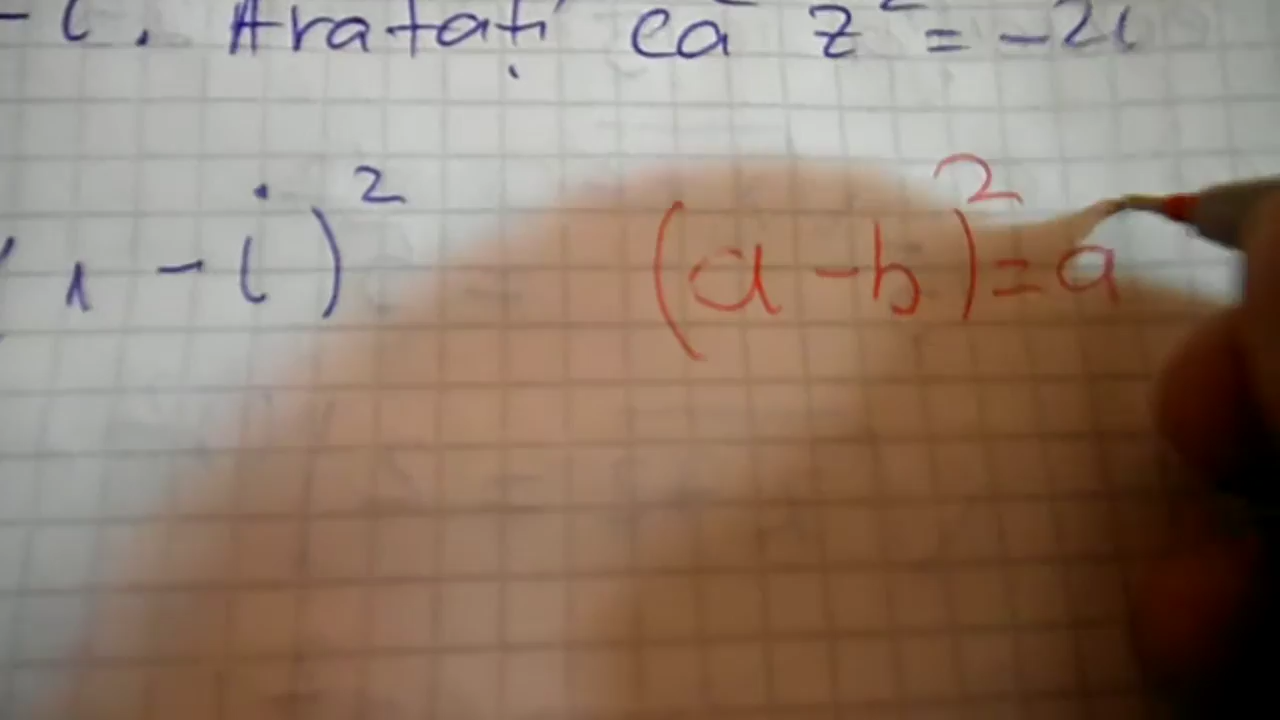 - i. Arătați că z² = -2i
(1 - i)² (a - b)² = a